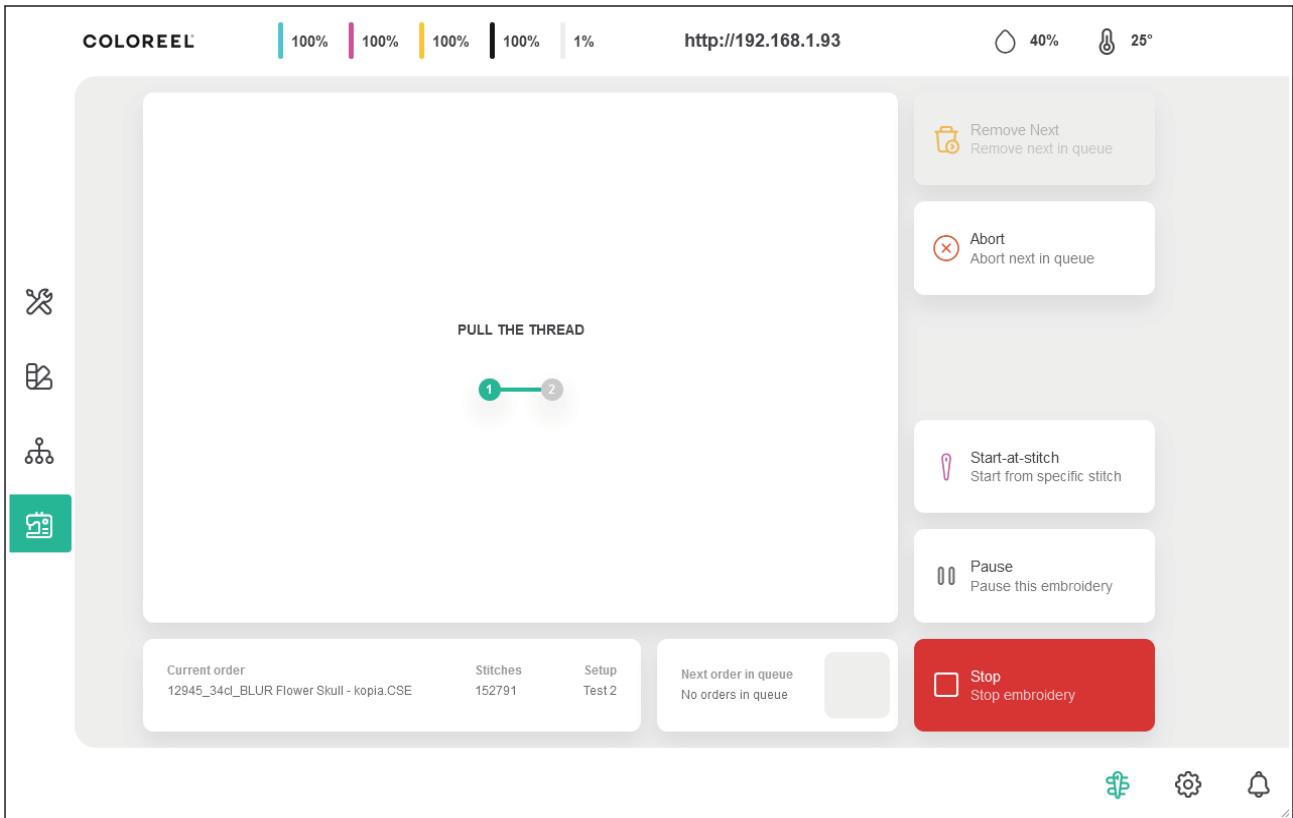 COLOREEL
100%
100%
100%
100%
1%
http://192.168.1.93
40%
25°
Remove Next
Remove next in queue
Abort
Abort next in queue
PULL THE THREAD
1
2
Start-at-stitch
Start from specific stitch
Pause
Pause this embroidery
Current order
12945_34cl_BLUR Flower Skull - kopia.CSE
Stitches
152791
Setup
Test 2
Next order in queue
No orders in queue
Stop
Stop embroidery